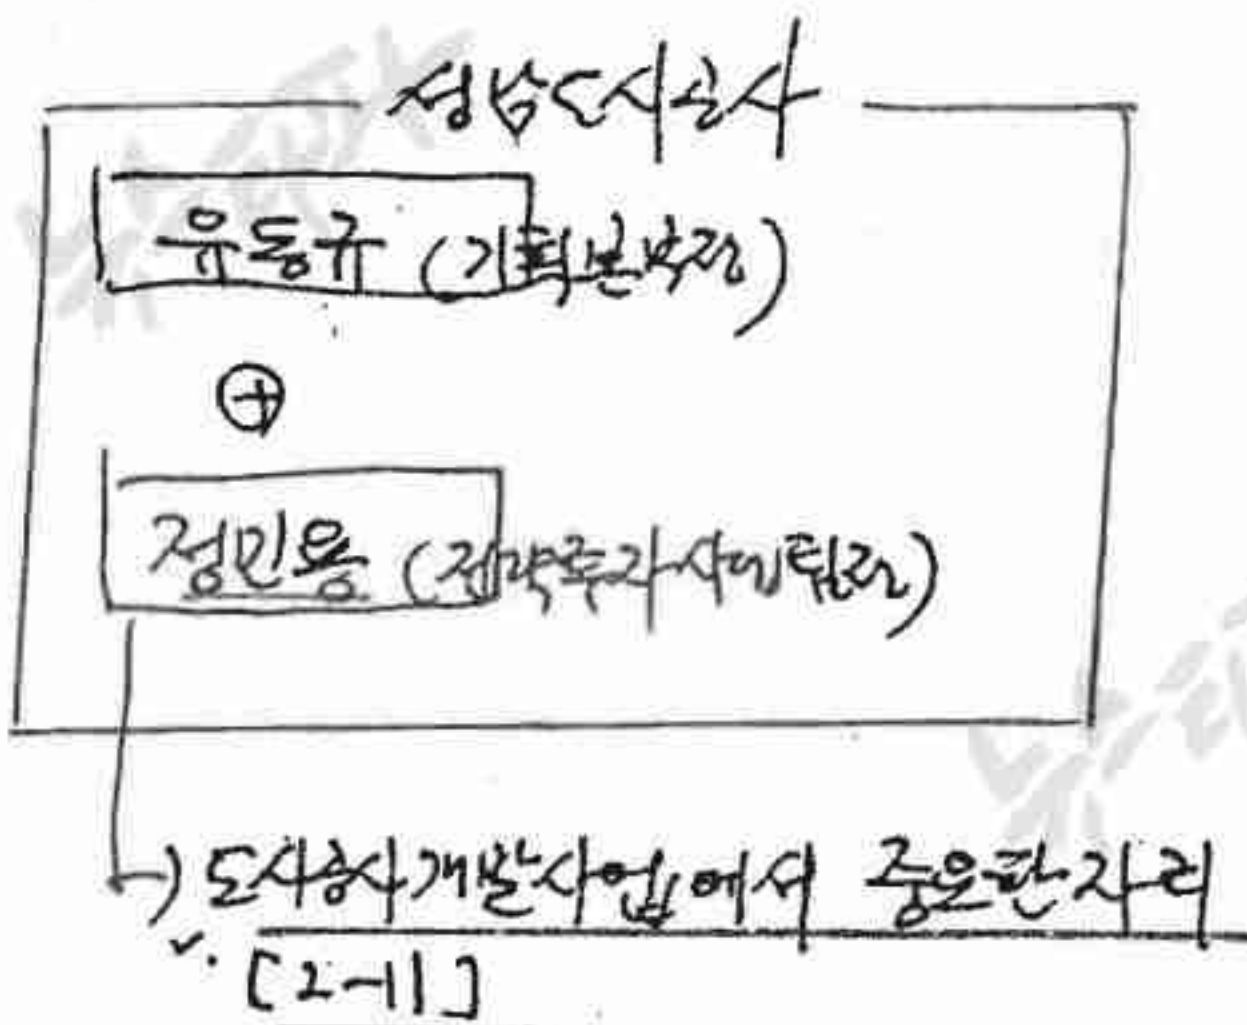 성남도시공사
유동규 (기획본부장)
⊕
정민용 (전략투자사업팀장)
→ 도시공사개발사업에서 중요한자리
✓. [2-11]